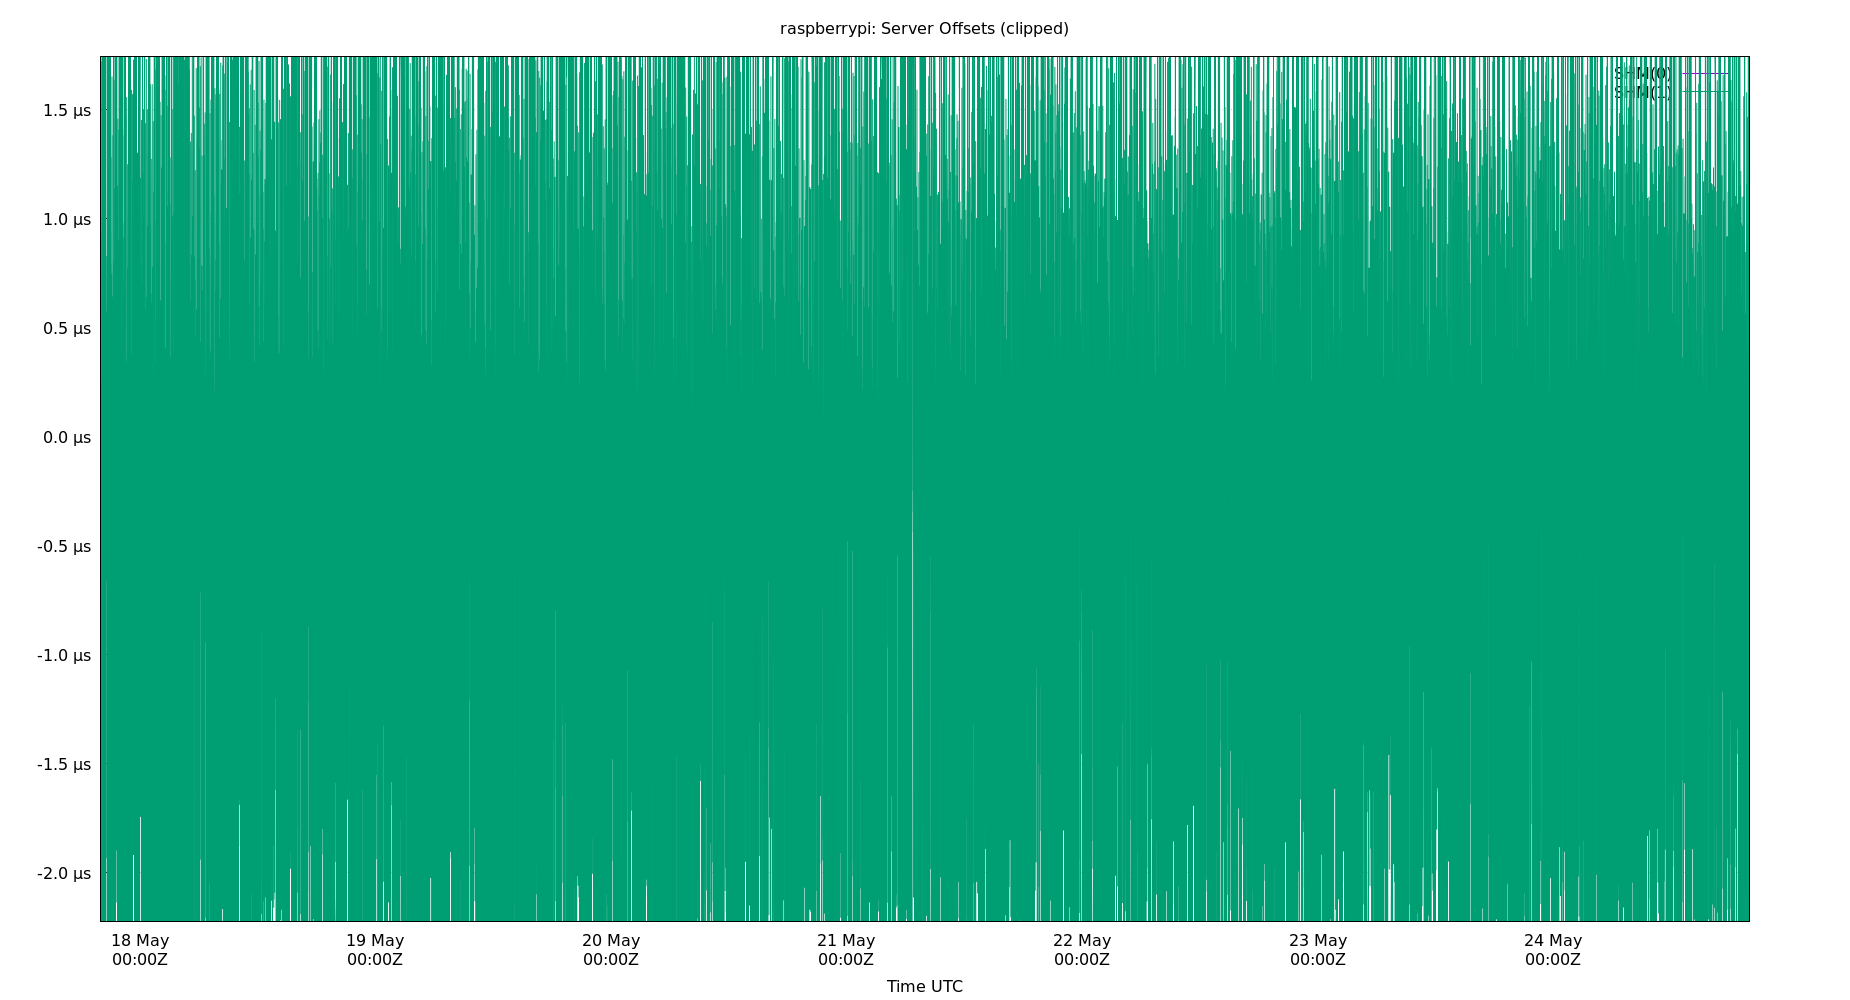 raspberrypi: Server Offsets (clipped)
SHM(0)
SHM(1)
1.5 µs
1.0 µs
0.5 µs
0.0 µs
-0.5 µs
-1.0 µs
-1.5 µs
-2.0 µs
18 May 19 May 20 May 21 May 22 May 23 May 24 May
00:00Z 00:00Z 00:00Z 00:00Z 00:00Z 00:00Z 00:00Z
Time UTC